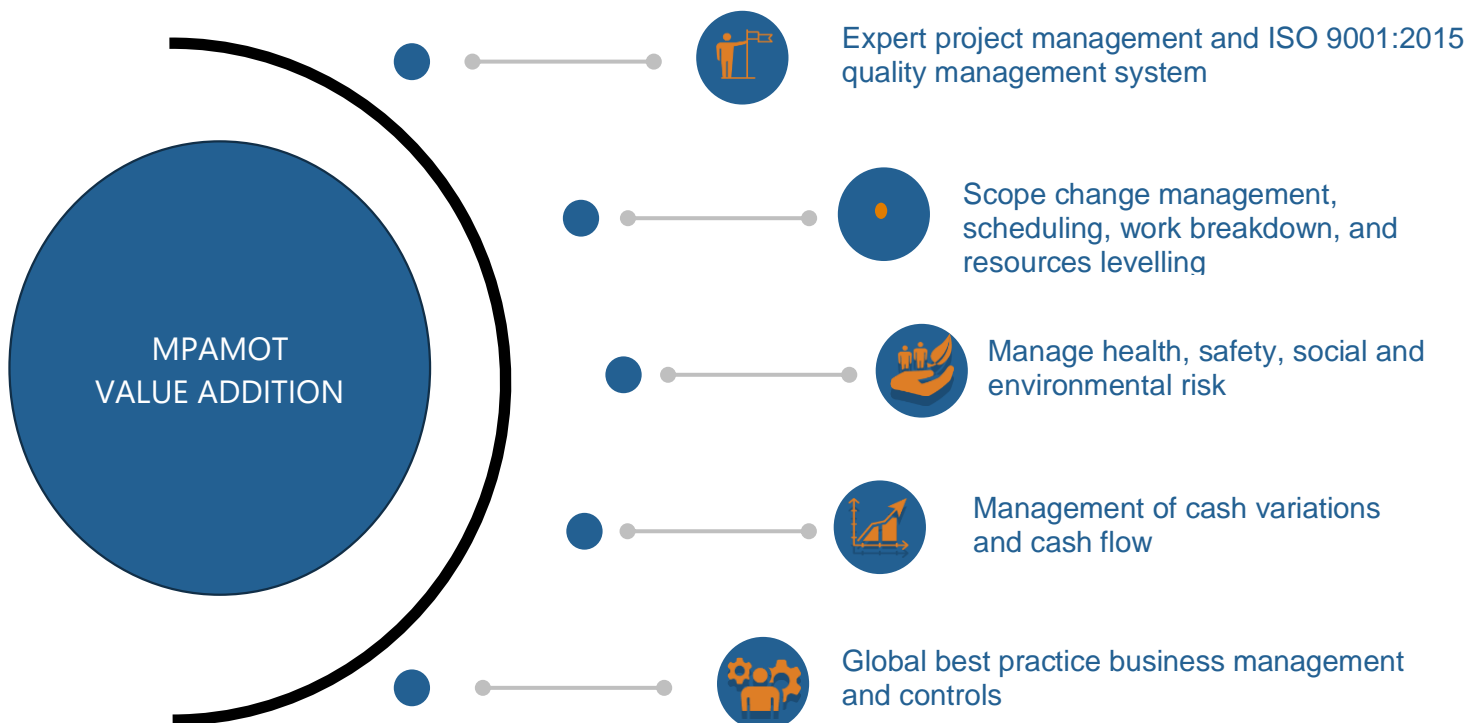 Expert project management and ISO 9001:2015
quality management system
Scope change management,
scheduling, work breakdown, and
resources levelling
MPAMOT
VALUE ADDITION
Manage health, safety, social and
environmental risk
Management of cash variations
and cash flow
Global best practice business management
and controls